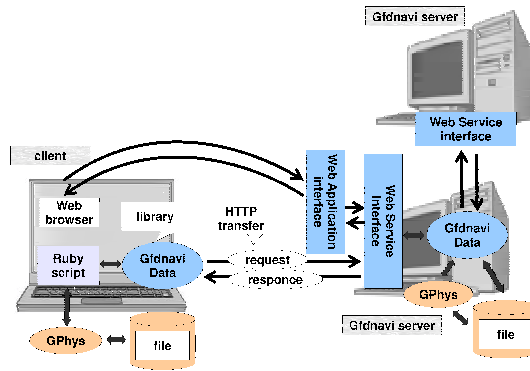 Gfdnavi server
Web Service
interface
client
Web
browser
library
HTTP
transfer
Web Application
interface
Web Service
Interface
Gfdnavi
Data
Ruby
script
Gfdnavi
Data
request
responce
GPhys
Gfdnavi server
file
GPhys
file